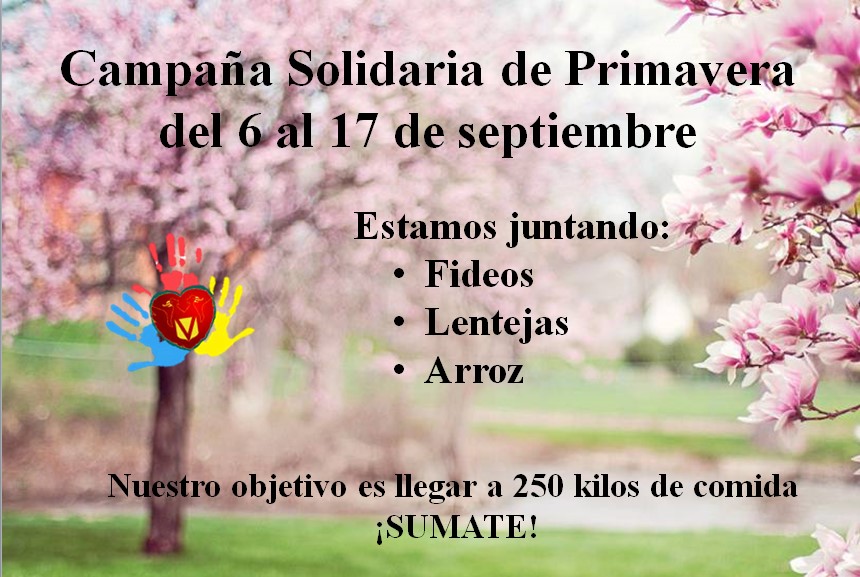 Campaña Solidaria de Primavera
del 6 al 17 de septiembre
Estamos juntando:
• Fideos
• Lentejas
• Arroz
Nuestro objetivo es llegar a 250 kilos de comida
¡SUMATE!